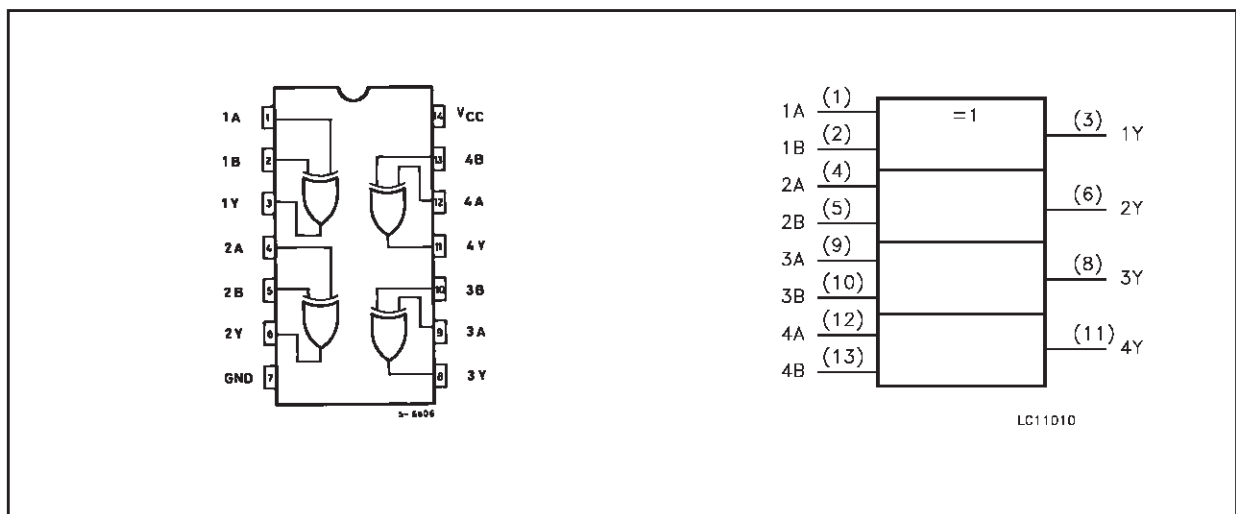 1A 1 14 VCC
1B 2 13 4B
1Y 3 12 4A
2A 4 11 4Y
2B 5 10 3B
2Y 6 9 3A
GND 7 8 3Y
S-6606
=1
1A (1)
1B (2)
2A (4)
2B (5)
3A (9)
3B (10)
4A (12)
4B (13)
(3) 1Y
(6) 2Y
(8) 3Y
(11) 4Y
LC11010